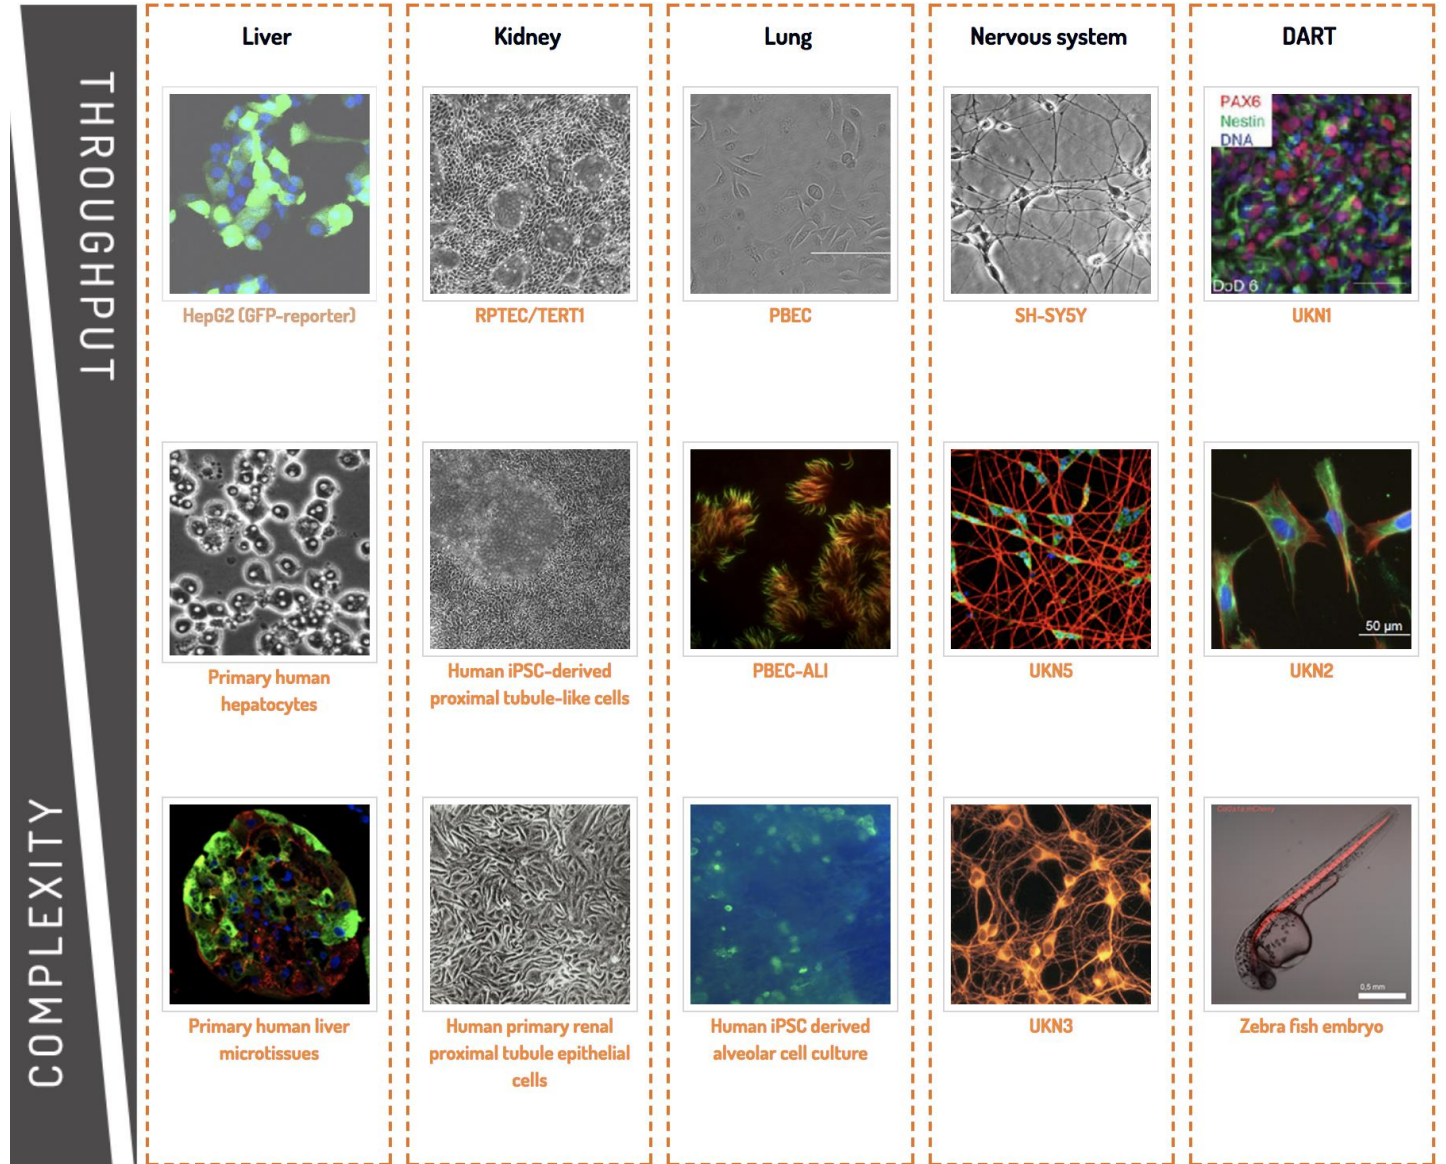 THROUGHPUT
COMPLEXITY
Liver
Kidney
Lung
Nervous system
DART
PAX6
Nestin
DNA
DoD 6
HepG2 (GFP-reporter)
RPTEC/TERT1
PBEC
SH-SY5Y
UKN1
50 µm
Primary human
hepatocytes
Human iPSC-derived
proximal tubule-like cells
PBEC-ALI
UKN5
UKN2
0,5 mm
Primary human liver
microtissues
Human primary renal
proximal tubule epithelial
cells
Human iPSC derived
alveolar cell culture
UKN3
Zebra fish embryo